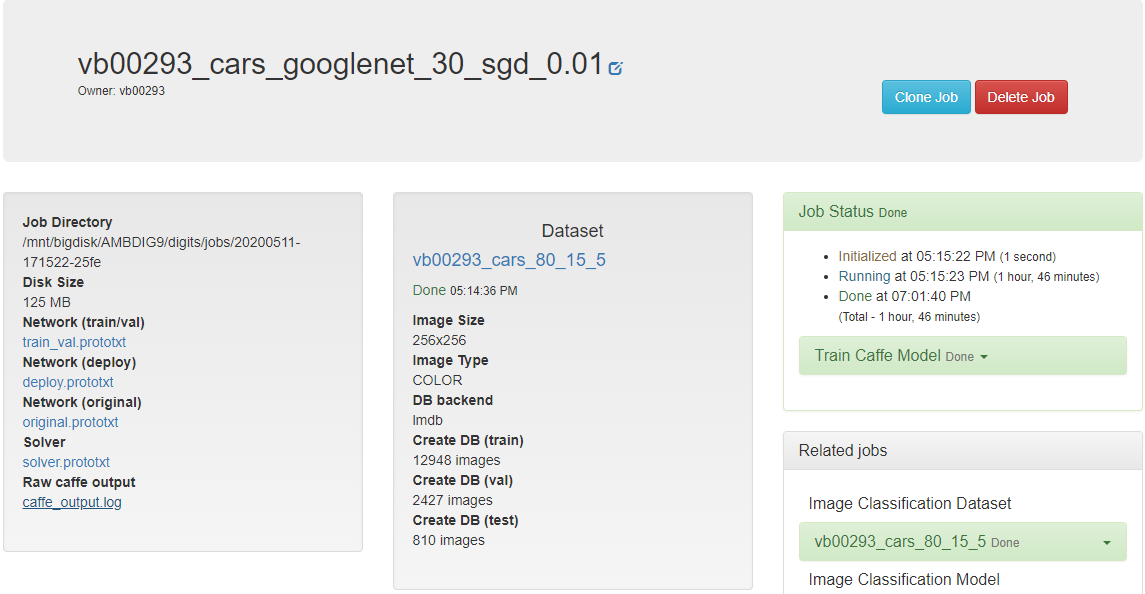 vb00293_cars_googlenet_30_sgd_0.01
Owner: vb00293
Clone Job
Delete Job
Job Directory
/mnt/bigdisk/AMBDIG9/digits/jobs/20200511-
171522-25fe
Disk Size
125 MB
Network (train/val)
train_val.prototxt
Network (deploy)
deploy.prototxt
Network (original)
original.prototxt
Solver
solver.prototxt
Raw caffe output
caffe_output.log
Dataset
vb00293_cars_80_15_5
Done 05:14:36 PM
Image Size
256x256
Image Type
COLOR
DB backend
lmdb
Create DB (train)
12948 images
Create DB (val)
2427 images
Create DB (test)
810 images
Job Status Done
Initialized at 05:15:22 PM (1 second)
Running at 05:15:23 PM (1 hour, 46 minutes)
Done at 07:01:40 PM
(Total - 1 hour, 46 minutes)
Train Caffe Model Done
Related jobs
Image Classification Dataset
vb00293_cars_80_15_5 Done
Image Classification Model